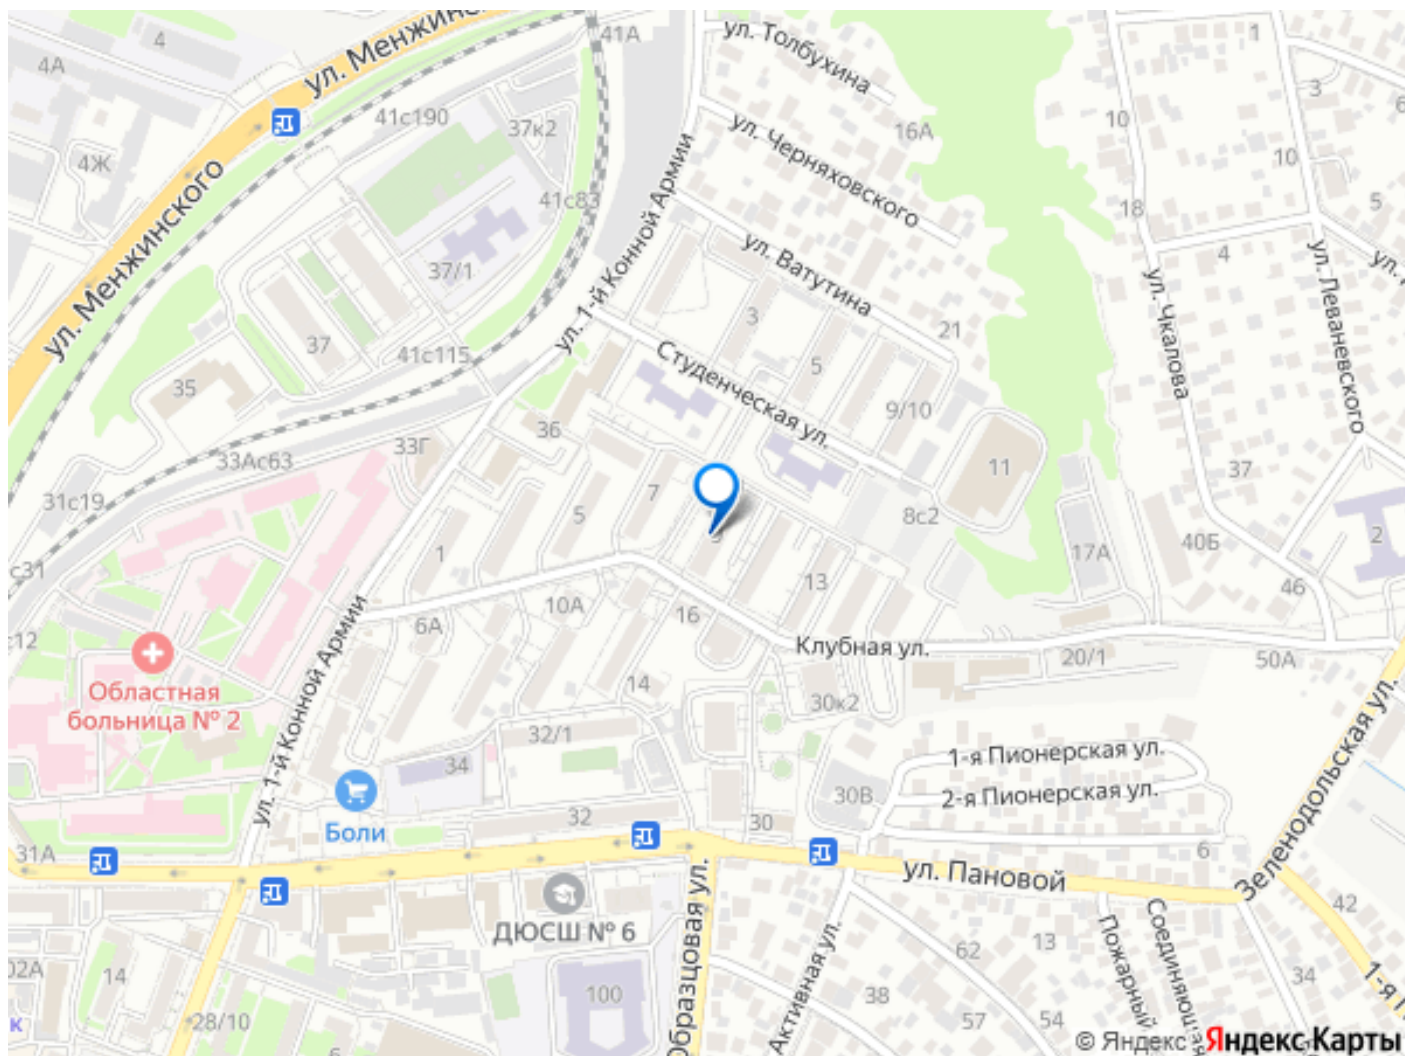 ул. Менжинского
41А
ул. Толбухина
1
4
4А
3
41с190
37к2
16А
10
4Ж
ул. Черняховского
10
41с83
18
5
37/1
4
ул. Менжинского
ул. 1-й Конной Армии
ул. Ватутина
ул. Чкалова
ул. Леваневского
3
21
37
41с115
Студенческая ул.
5
35
9/10
36
33Г
33Ас63
11
37
31с19
7
5
8с2
2
17А
40Б
1
13
46
10А
16
6А
Клубная ул.
20/1
50А
Областная
больница № 2
14
30к2
ул. 1-й Конной Армии
32/1
34
1-я Пионерская ул.
2-я Пионерская ул.
30В
Боли
32
30
Зеленодольская ул.
31А
6
ул. Пановой
42
ДЮСШ № 6
Образцовая ул.
Активная ул.
62
13
Пожарный
Соединяющая
14
34
100
38
28/10
57
54
© Яндекс Яндекс Карты